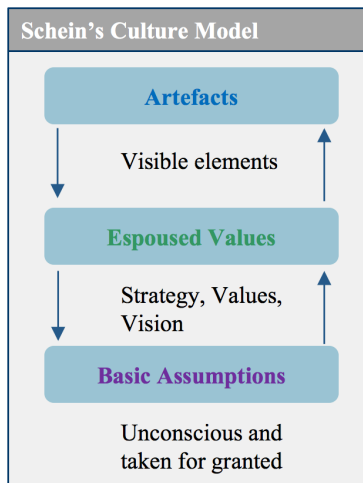 Schein’s Culture Model
Artefacts
Visible elements
Espoused Values
Strategy, Values,
Vision
Basic Assumptions
Unconscious and
taken for granted